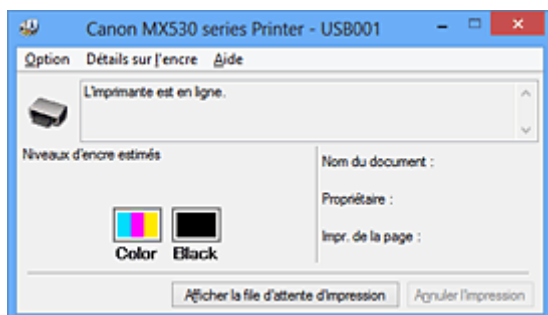 Canon MX530 series Printer - USB001
Option Détails sur l'encre Aide
L'imprimante est en ligne.
Niveaux d'encre estimés
Color Black
Nom du document :
Propriétaire :
Impr. de la page :
Afficher la file d'attente d'impression Annuler l'impression